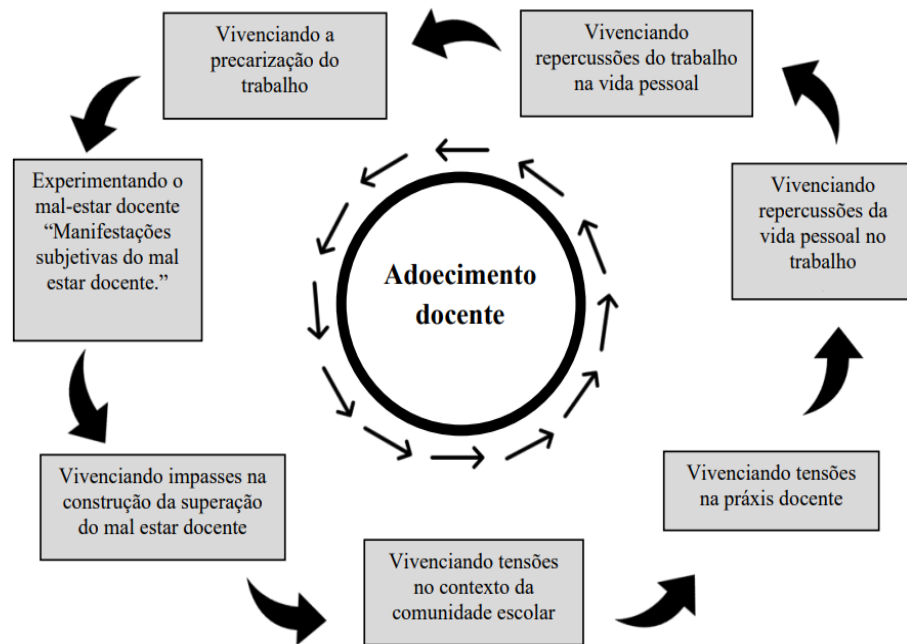 Vivenciando a
precarização do
trabalho
Vivenciando
repercussões do trabalho
na vida pessoal
Experimentando o
mal-estar docente
“Manifestações
subjetivas do mal
estar docente.”
Adoecimento
docente
Vivenciando
repercussões da
vida pessoal no
trabalho
Vivenciando impasses na
construção da superação
do mal estar docente
Vivenciando tensões
na práxis docente
Vivenciando tensões
no contexto da
comunidade escolar